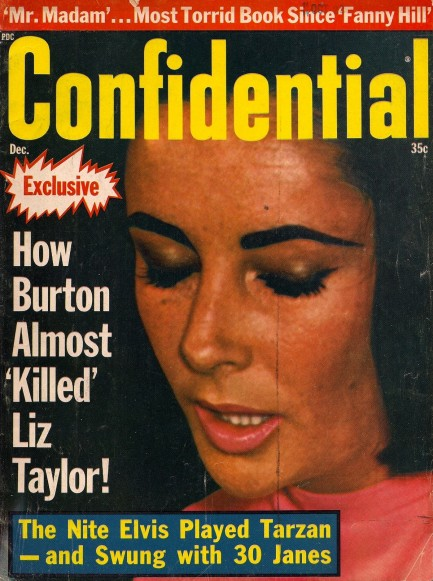 'Mr. Madam'...Most Torrid Book Since 'Fanny Hill'
PDC
Confidential
Dec.
35c
Exclusive
How
Burton
Almost
'Killed'
Liz
Taylor!
The Nite Elvis Played Tarzan
— and Swung with 30 Janes